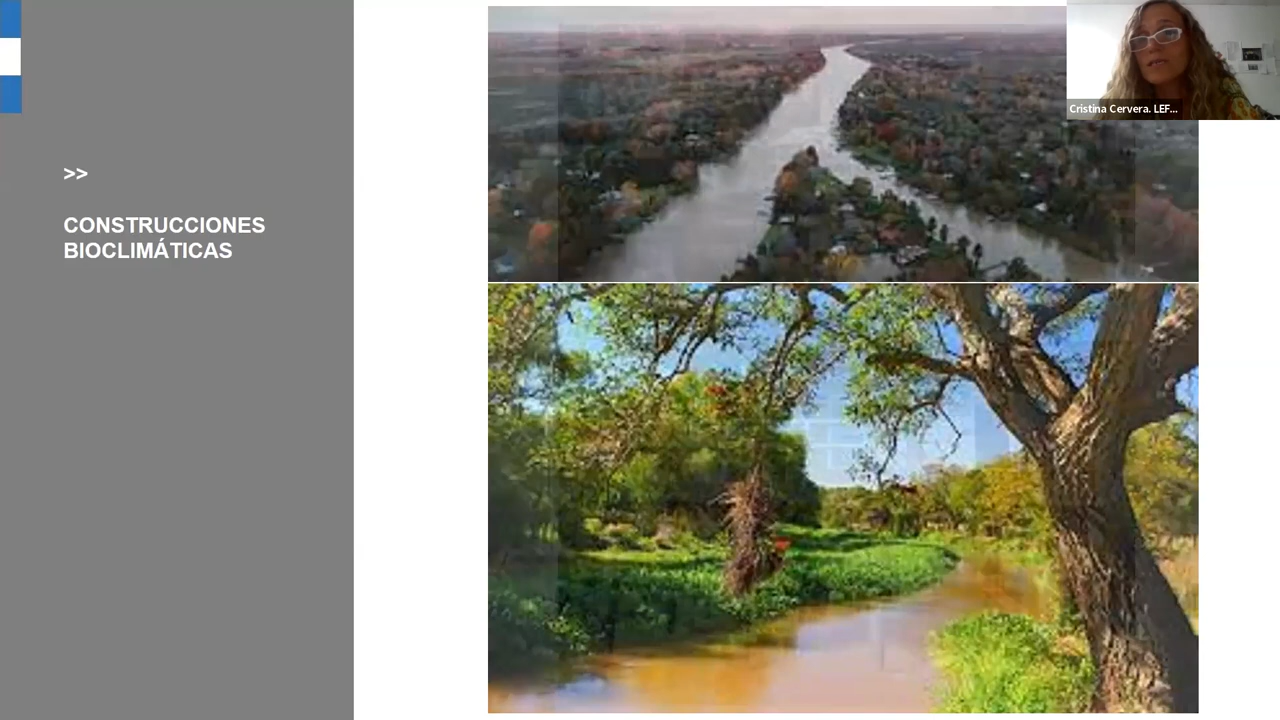 >>
CONSTRUCCIONES
BIOCLIMÁTICAS
Cristina Cervera. LEF...